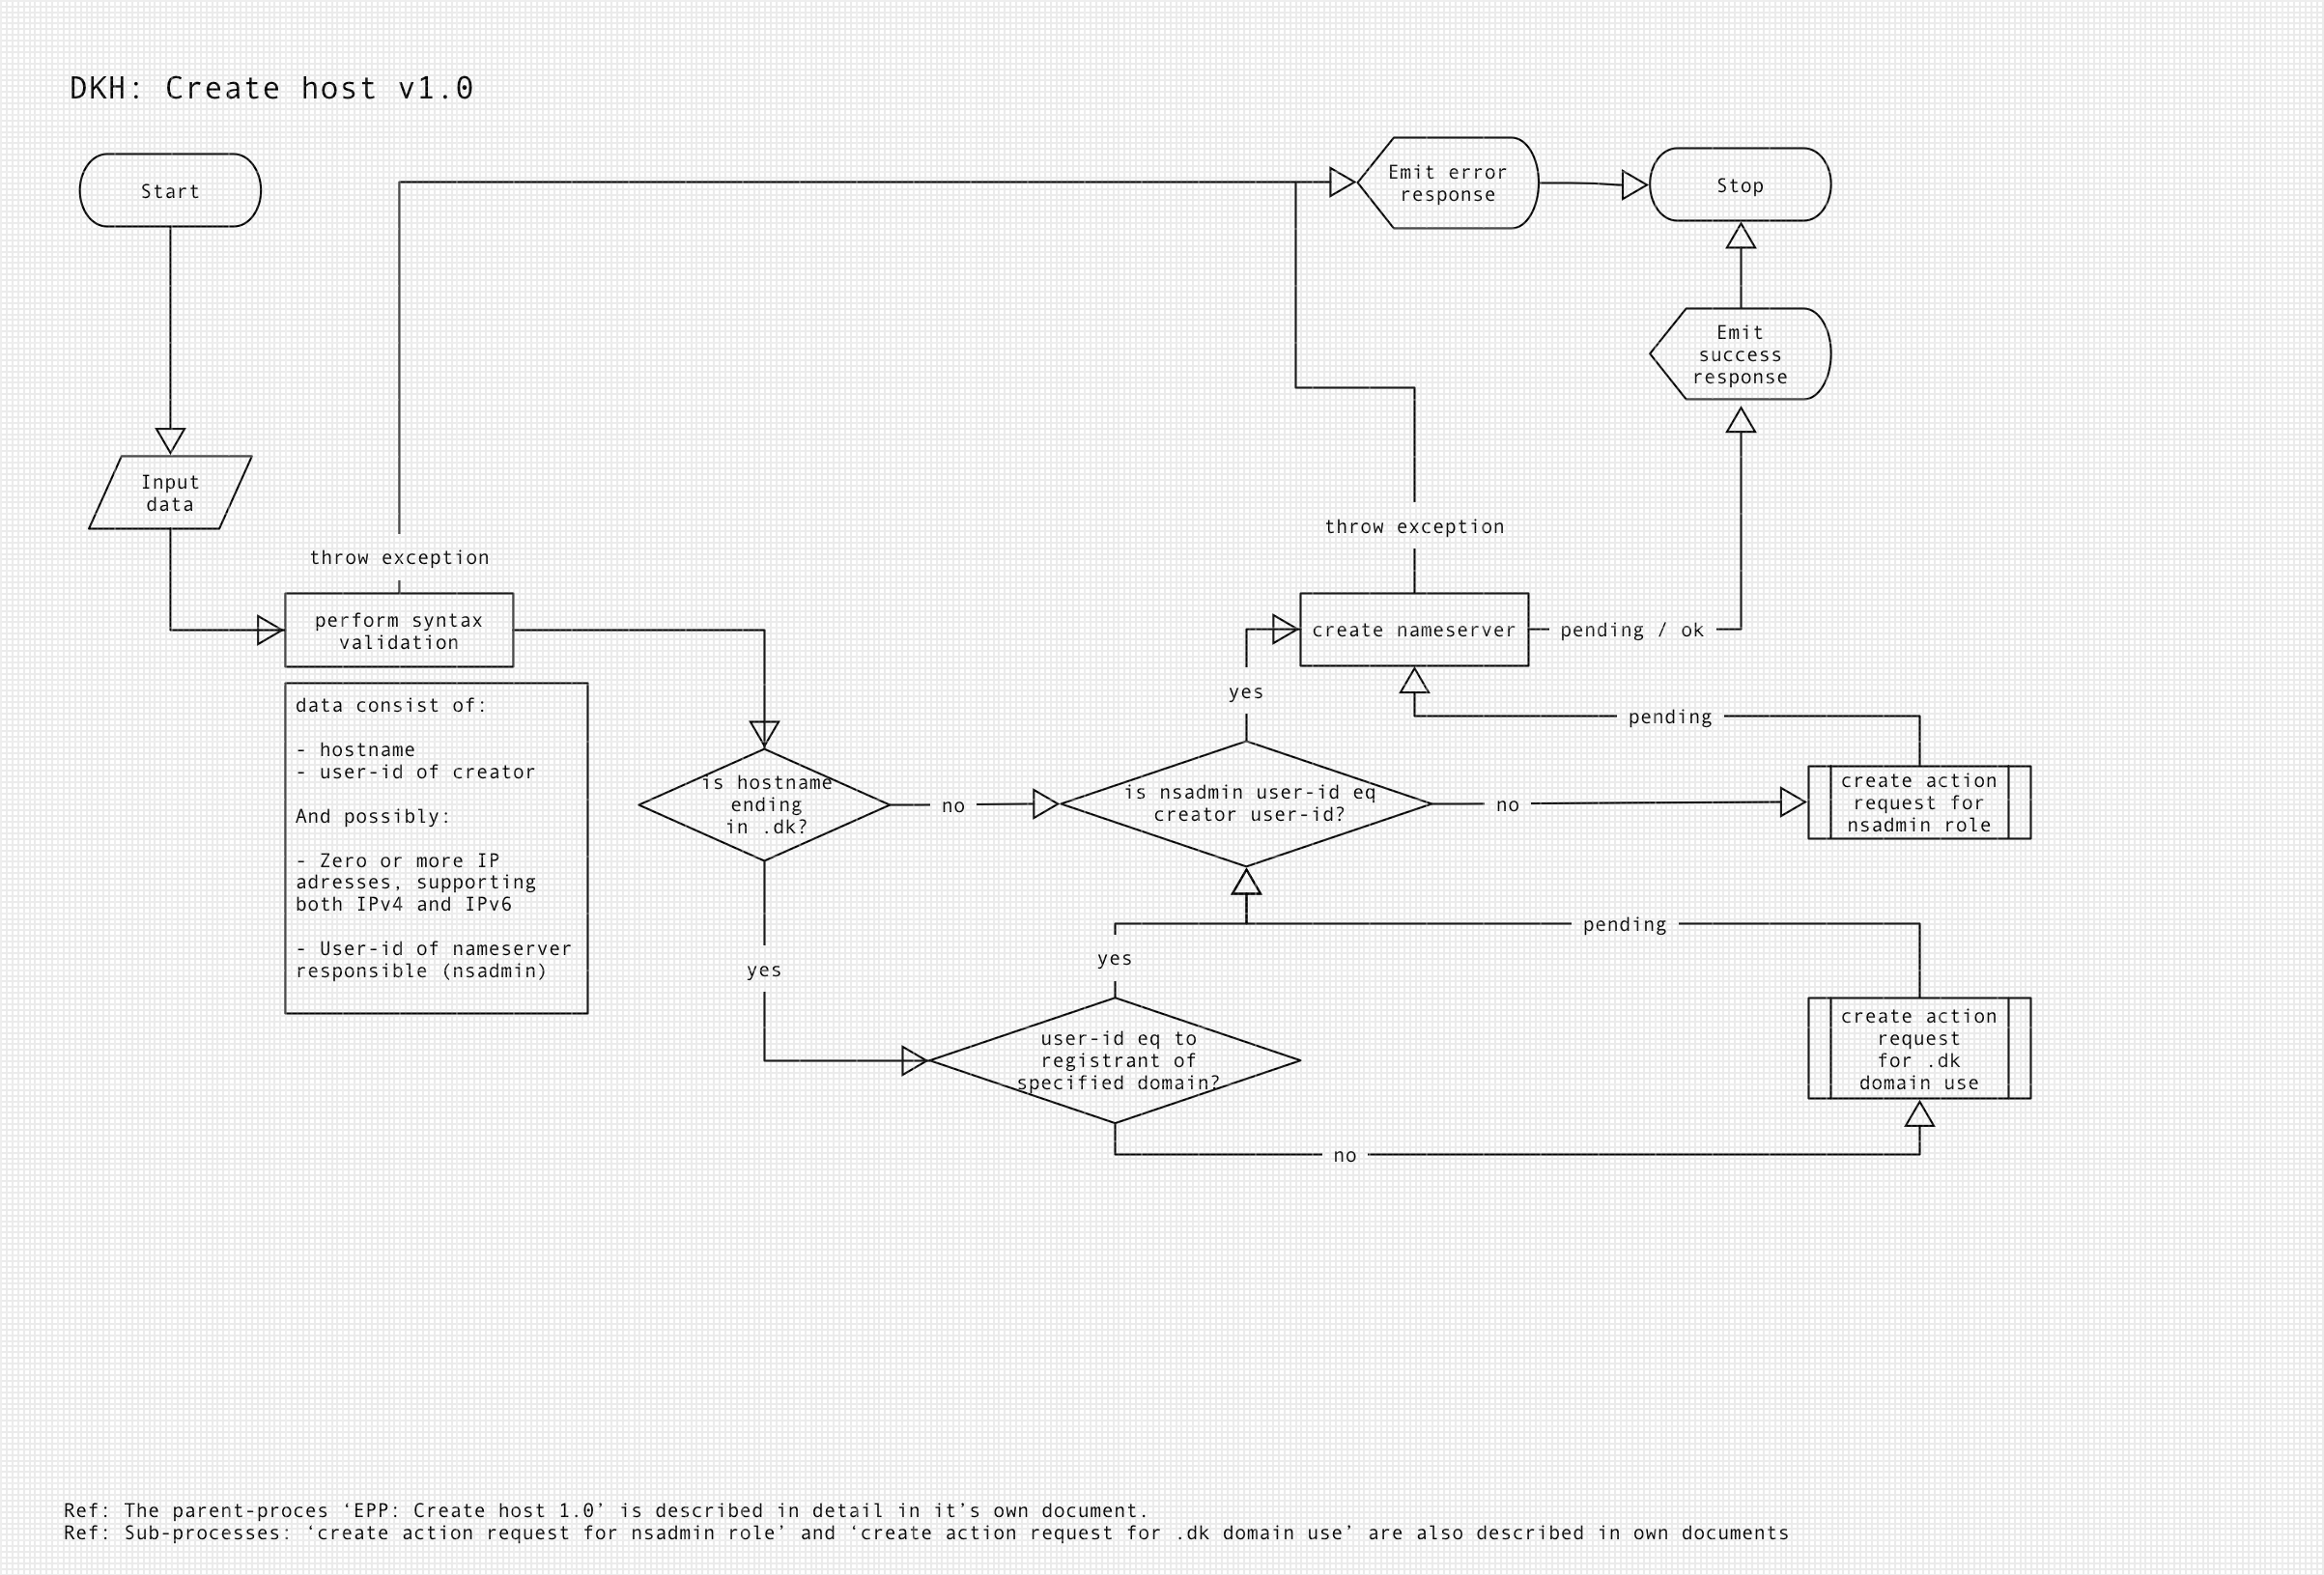 DKH: Create host v1.0
Start
Emit error
response
Stop
Emit
success
response
Input
data
throw exception
throw exception
perform syntax
validation
create nameserver
pending / ok
data consist of:
- hostname
- user-id of creator
And possibly:
- Zero or more IP
adresses, supporting
both IPv4 and IPv6
- User-id of nameserver
responsible (nsadmin)
yes
pending
is hostname
ending
in .dk?
no
is nsadmin user-id eq
creator user-id?
no
create action
request for
nsadmin role
yes
yes
pending
user-id eq to
registrant of
specified domain?
create action
request
for .dk
domain use
no
Ref: The parent-proces ‘EPP: Create host 1.0’ is described in detail in it’s own document.
Ref: Sub-processes: ‘create action request for nsadmin role’ and ‘create action request for .dk domain use’ are also described in own documents